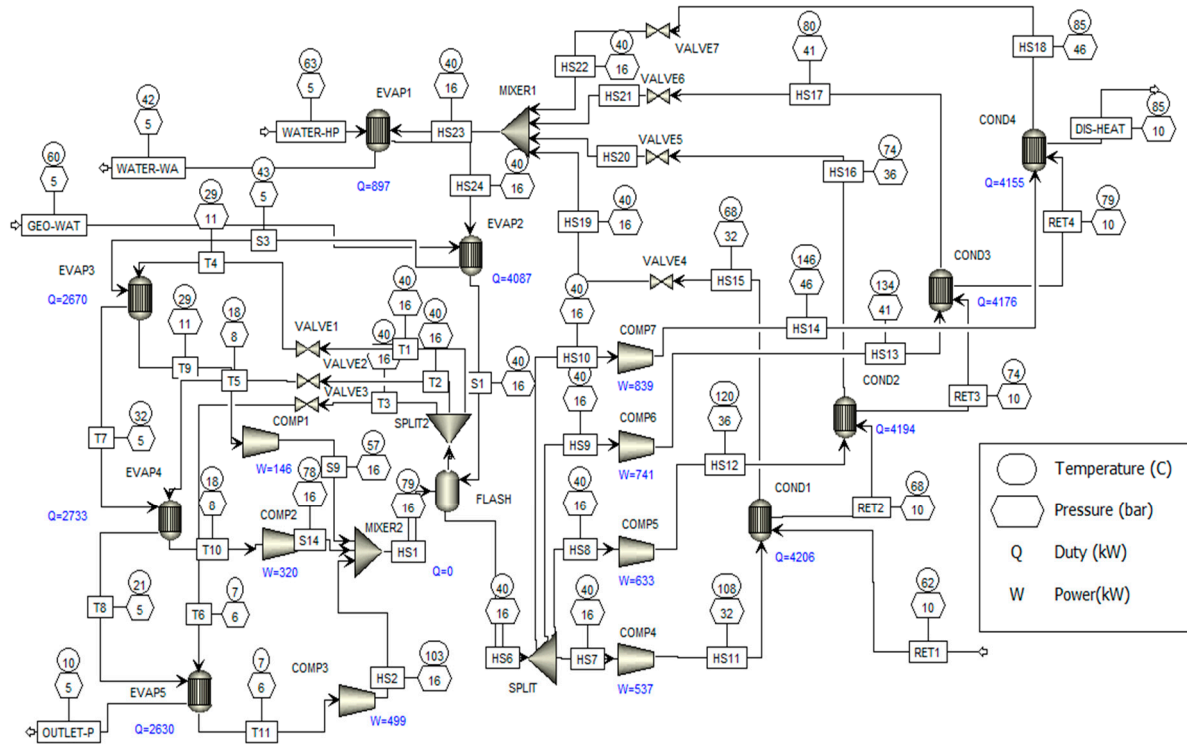 40
16
HS22
VALVE7
80
41
85
46
HS18
63
5
40
16
EVAP1
MIXER1
VALVE6
HS21
HS17
COND4
85
10
DIS-HEAT
42
5
WATER-HP
HS23
VALVE5
74
36
60
5
WATER-WA
43
5
Q=897
40
16
HS20
HS16
Q=4155
79
10
29
11
HS24
40
16
68
32
GEO-WAT
S3
EVAP2
HS19
RET4
EVAP3
T4
40
16
VALVE4
HS15
146
46
COND3
Q=2670
29
11
18
8
Q=4087
40
16
134
41
VALVE1
40
16
T1
40
16
COMP7
HS14
Q=4176
T9
T5
VALVE2
T2
S1
40
16
HS10
HS13
VALVE3
T3
40
16
W=839
COND2
RET3
74
10
32
5
COMP1
SPLIT2
COMP6
120
36
T7
S9
57
16
HS9
EVAP4
W=146
78
16
40
16
W=741
HS12
Q=4194
Temperature (C)
18
8
79
16
FLASH
COND1
68
10
Q=2733
COMP2
S14
MIXER2
COMP5
RET2
Pressure (bar)
T10
HS1
HS8
W=320
Q=0
W=633
Q=4206
Q
Duty (kW)
21
5
7
6
40
16
40
16
108
32
62
10
W
Power(kW)
T8
T6
COMP4
10
5
7
6
COMP3
HS2
103
16
HS6
HS7
HS11
RET1
EVAP5
SPLIT
W=537
OUTLET-P
Q=2630
T11
W=499